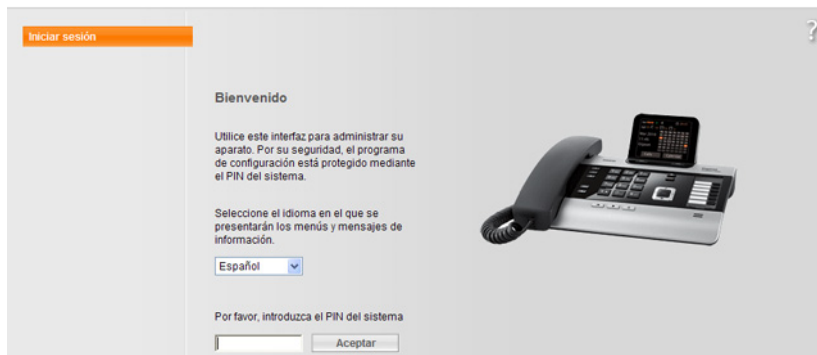 Iniciar sesión
?
Bienvenido
Utilice este interfaz para administrar su
aparato. Por su seguridad, el programa
de configuración está protegido mediante
el PIN del sistema.
Seleccione el idioma en el que se
presentarán los menús y mensajes de
información.
Español
Por favor, introduzca el PIN del sistema
Aceptar